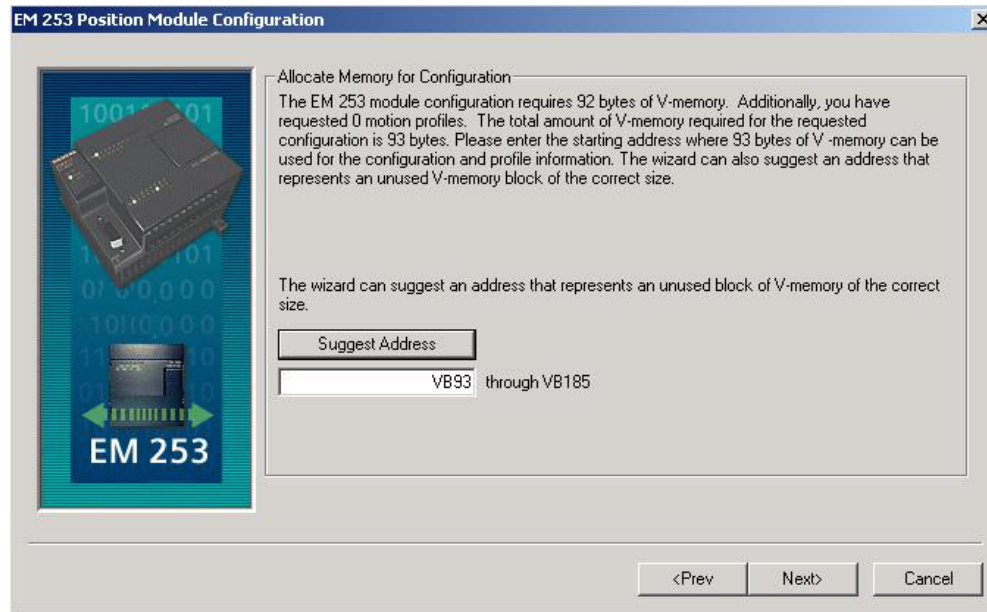 EM 253 Position Module Configuration
Allocate Memory for Configuration
The EM 253 module configuration requires 92 bytes of V-memory. Additionally, you have
requested 0 motion profiles. The total amount of V-memory required for the requested
configuration is 93 bytes. Please enter the starting address where 93 bytes of V -memory can be
used for the configuration and profile information. The wizard can also suggest an address that
represents an unused V-memory block of the correct size.
The wizard can suggest an address that represents an unused block of V-memory of the correct
size.
Suggest Address
VB93 through VB185
EM 253
<Prev Next> Cancel